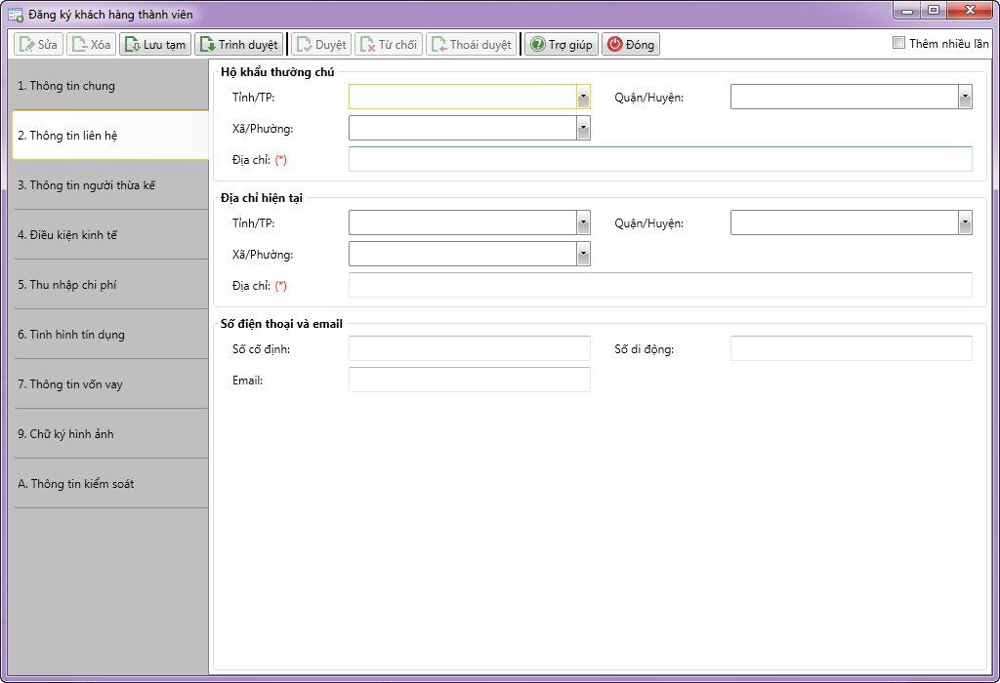 Đăng ký khách hàng thành viên
Sửa Xóa Lưu tạm Trình duyệt Duyệt Từ chối Thoái duyệt Trợ giúp Đóng Thêm nhiều lần
1. Thông tin chung
2. Thông tin liên hệ
3. Thông tin người thừa kế
4. Điều kiện kinh tế
5. Thu nhập chi phí
6. Tình hình tín dụng
7. Thông tin vốn vay
9. Chữ ký hình ảnh
A. Thông tin kiểm soát
Hộ khẩu thường chú
Tỉnh/TP: Quận/Huyện:
Xã/Phường:
Địa chỉ: (*)
Địa chỉ hiện tại
Tỉnh/TP: Quận/Huyện:
Xã/Phường:
Địa chỉ: (*)
Số điện thoại và email
Số cố định: Số di động:
Email: